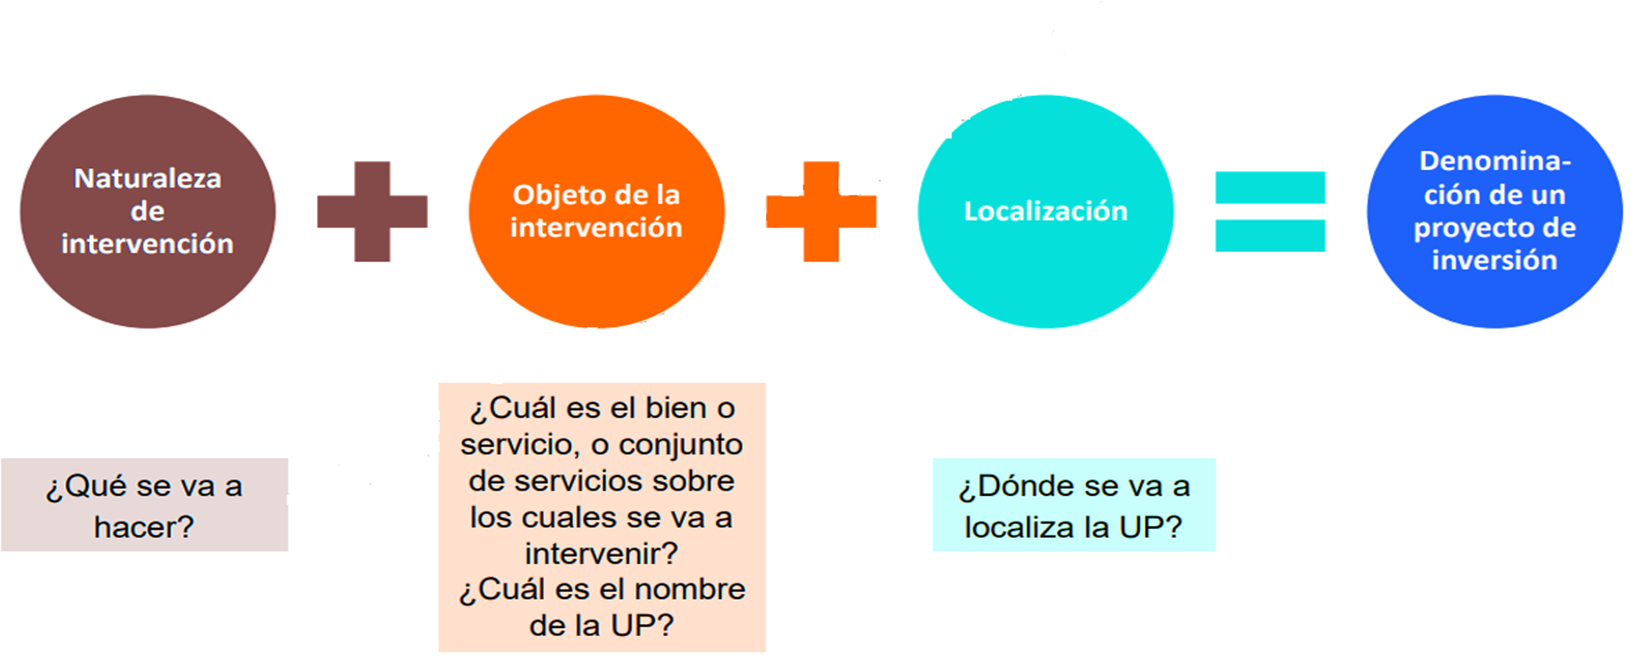 Naturaleza
de
intervención
Objeto de la
intervención
Localización
Denomina-
ción de un
proyecto de
inversión
¿Qué se va a
hacer?
¿Cuál es el bien o
servicio, o conjunto
de servicios sobre
los cuales se va a
intervenir?
¿Cuál es el nombre
de la UP?
¿Dónde se va a
localiza la UP?